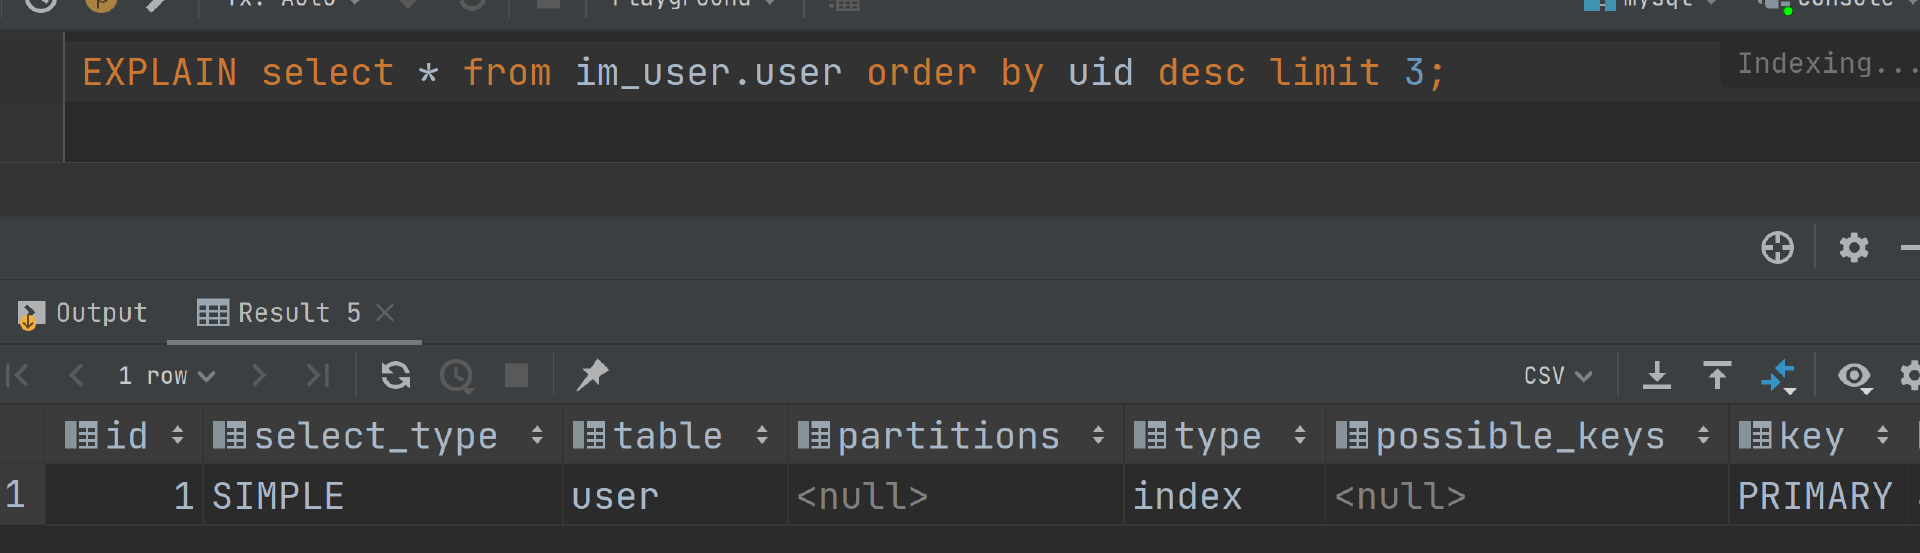 Tx: Auto Playground mysql console
EXPLAIN select * from im_user.user order by uid desc limit 3;
Indexing...
Output Result 5
1 row CSV
id select_type table partitions type possible_keys key
1 1 SIMPLE user <null> index <null> PRIMARY